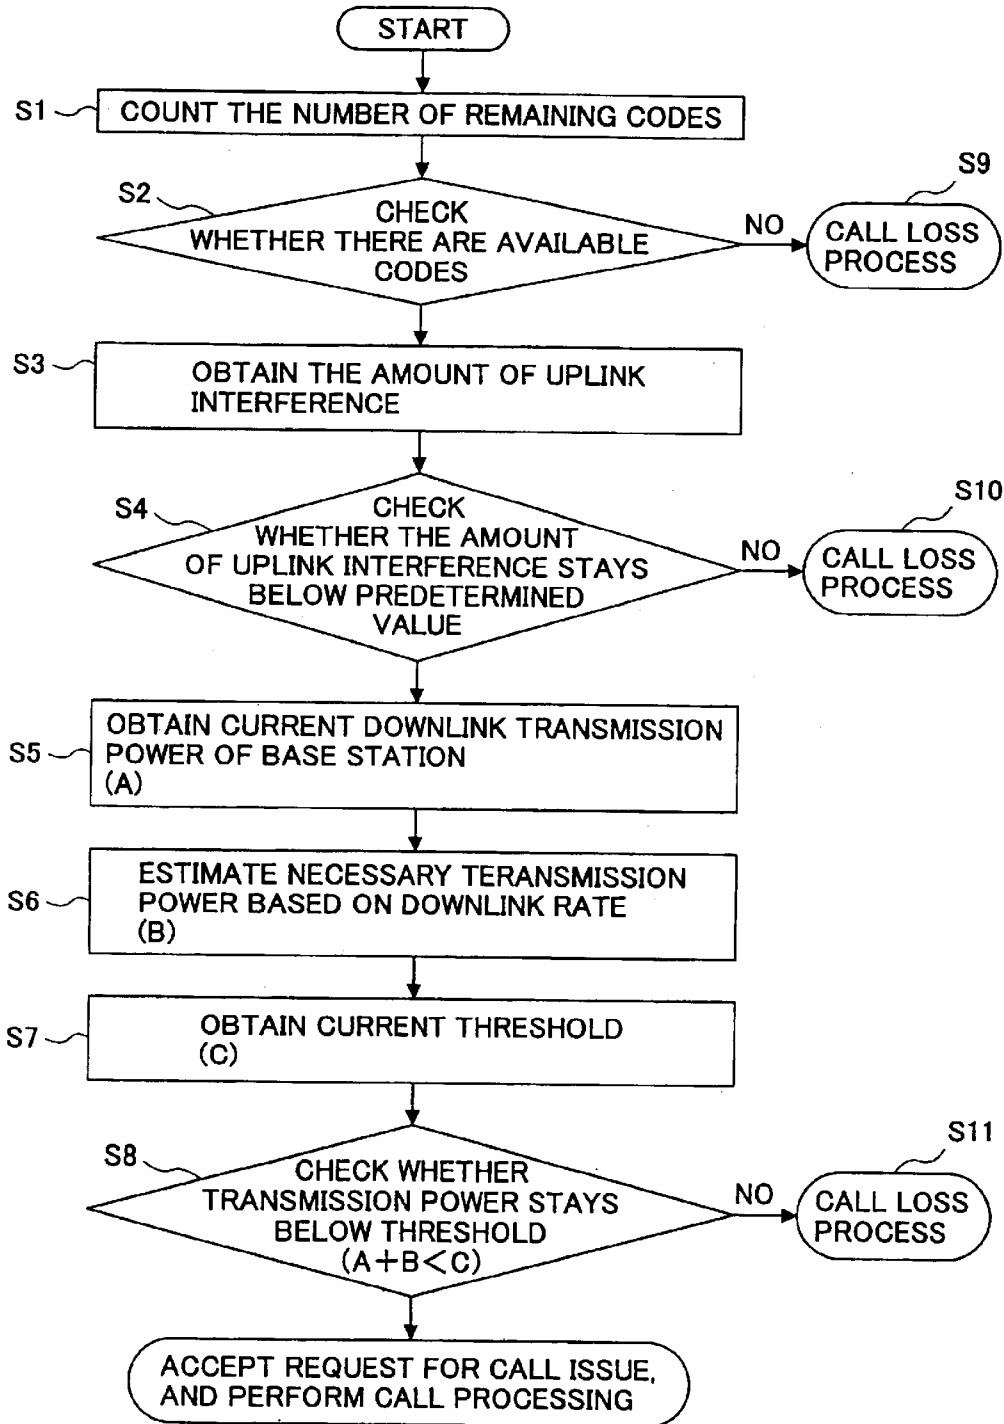 START
S1
COUNT THE NUMBER OF REMAINING CODES
S2
CHECK
WHETHER THERE ARE AVAILABLE
CODES
NO
S9
CALL LOSS
PROCESS
S3
OBTAIN THE AMOUNT OF UPLINK
INTERFERENCE
S4
CHECK
WHETHER THE AMOUNT
OF UPLINK INTERFERENCE STAYS
BELOW PREDETERMINED
VALUE
NO
S10
CALL LOSS
PROCESS
S5
OBTAIN CURRENT DOWNLINK TRANSMISSION
POWER OF BASE STATION
(A)
S6
ESTIMATE NECESSARY TERANSMISSION
POWER BASED ON DOWNLINK RATE
(B)
S7
OBTAIN CURRENT THRESHOLD
(C)
S8
CHECK WHETHER
TRANSMISSION POWER STAYS
BELOW THRESHOLD
(A+B<C)
NO
S11
CALL LOSS
PROCESS
ACCEPT REQUEST FOR CALL ISSUE,
AND PERFORM CALL PROCESSING